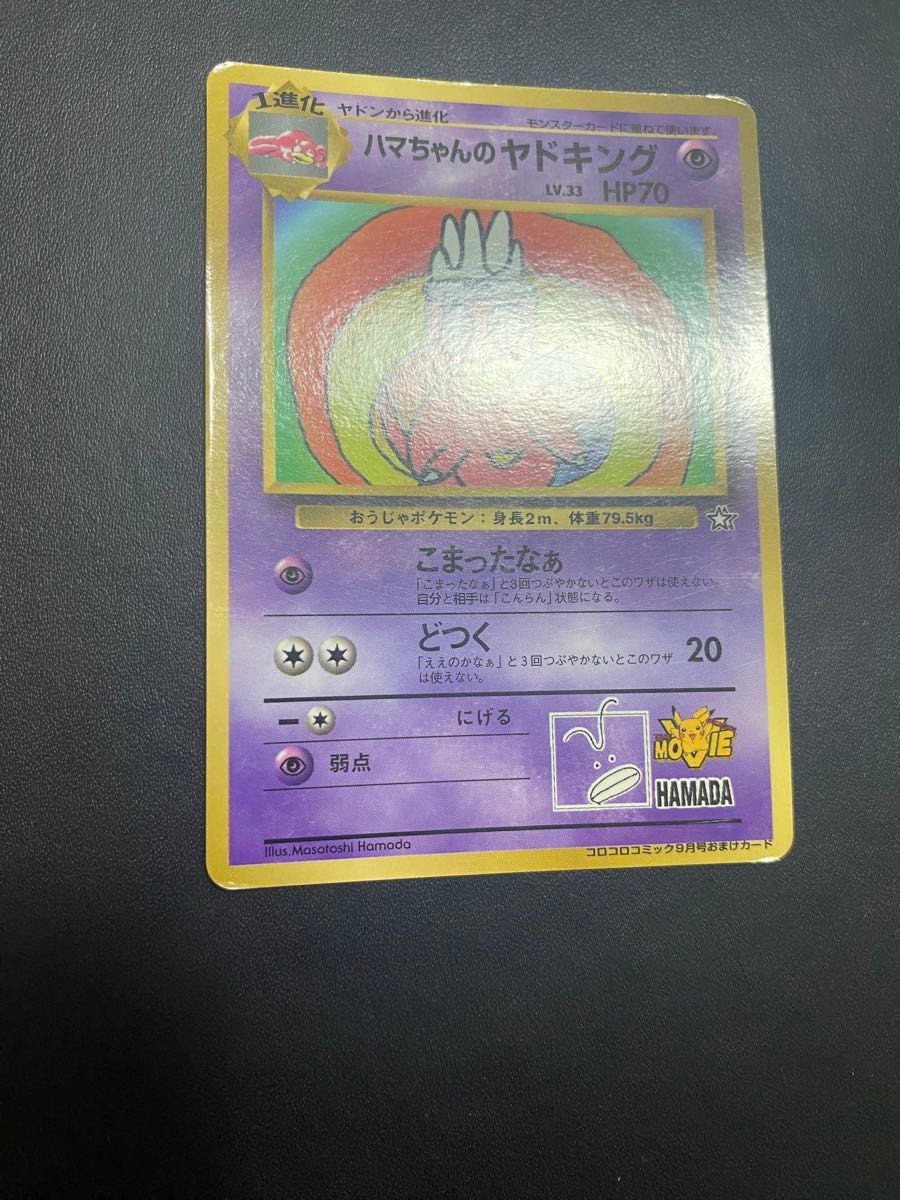 1進化
ヤドンから進化
モンスターカードに重ねて使います。
ハマちゃんのヤドキング
LV.33 HP70
おうじゃポケモン：身長2m、体重79.5kg
こまったなぁ
「こまったなぁ」と3回つぶやかないとこのワザは使えない。
自分と相手は「こんらん」状態になる。
どつく
「ええのかなぁ」と3回つぶやかないとこのワザ
は使えない。
20
にげる
弱点
MOVIE
HAMADA
Illus.Masatoshi Hamada
コロコロコミック9月号おまけカード